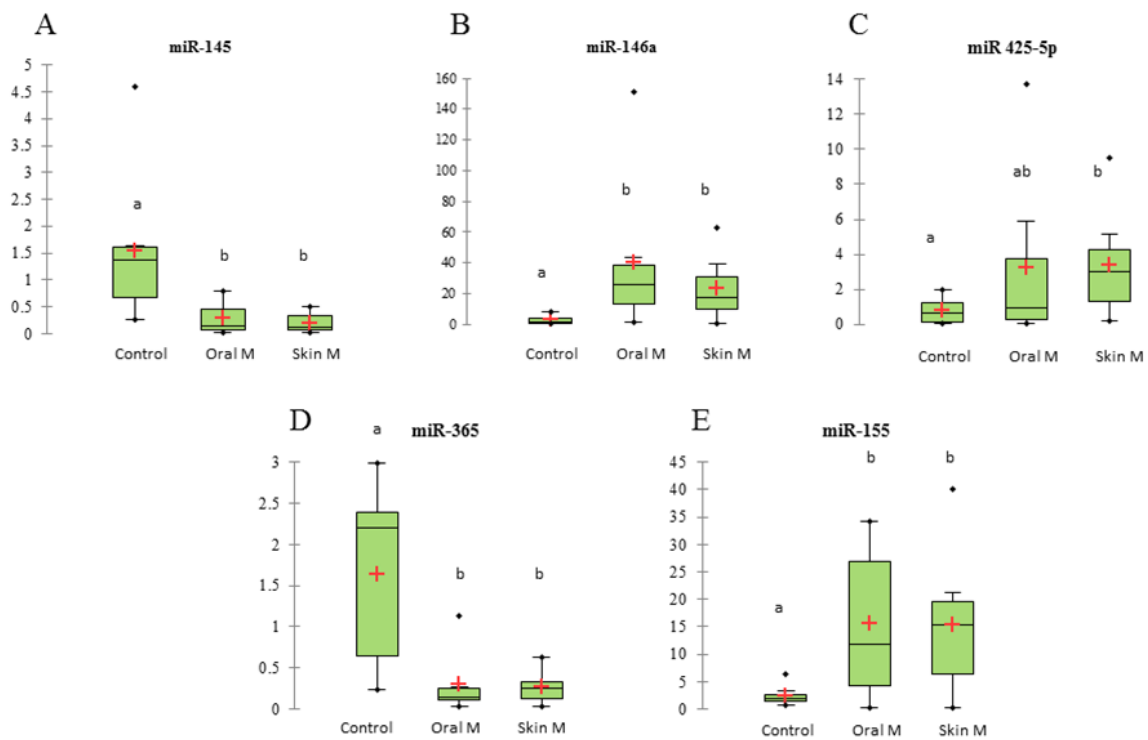 A
miR-145
5
4.5
4
3.5
3
2.5
2
1.5
1
0.5
0
a
b
b
Control Oral M Skin M
B
miR-146a
160
140
120
100
80
60
40
20
0
a
b
b
Control Oral M Skin M
C
miR 425-5p
14
12
10
8
6
4
2
0
a
ab
b
Control Oral M Skin M
D
miR-365
3
2.5
2
1.5
1
0.5
0
a
b
b
Control Oral M Skin M
E
miR-155
45
40
35
30
25
20
15
10
5
0
a
b
b
Control Oral M Skin M